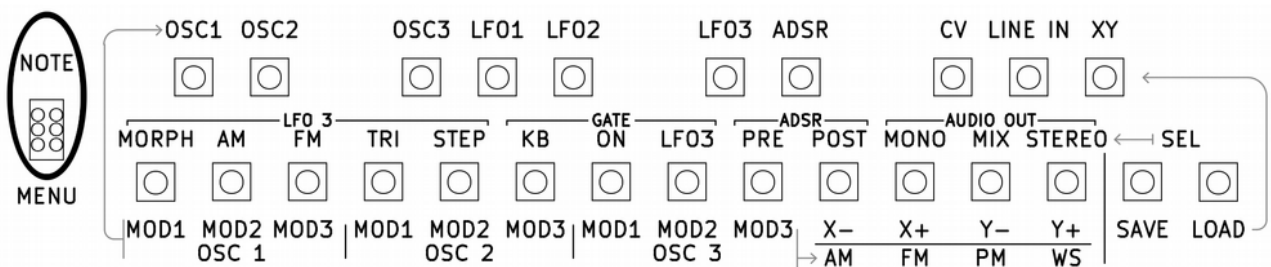 OSC1 OSC2 OSC3 LFO1 LFO2 LFO3 ADSR CV LINE IN XY
NOTE
LFO 3 GATE ADSR AUDIO OUT
MORPH AM FM TRI STEP KB ON LFO3 PRE POST MONO MIX STEREO SEL
MENU
MOD1 MOD2 MOD3 MOD1 MOD2 MOD3 MOD1 MOD2 MOD3 X- X+ Y- Y+ SAVE LOAD
OSC 1 OSC 2 OSC 3 AM FM PM WS